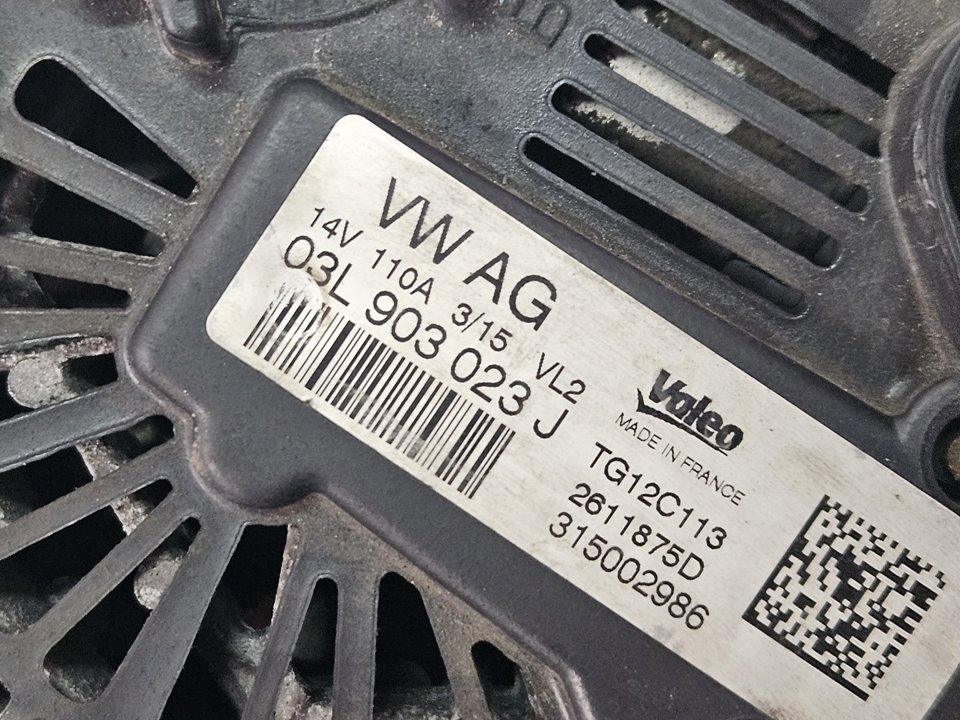 VW AG
14V 110A 3/15 VL2
03L 903 023 J
Valeo
MADE IN FRANCE
TG12C113
2611875D
315002986